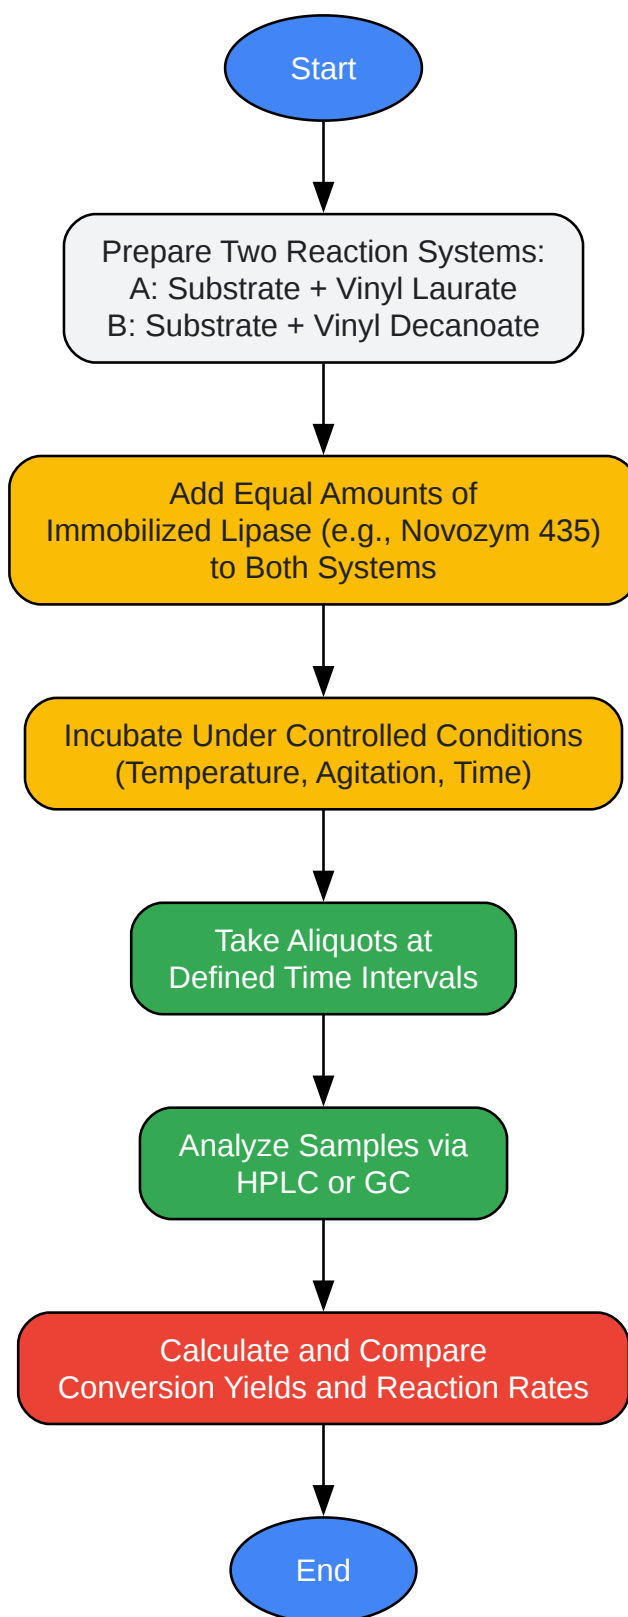 Start
Prepare Two Reaction Systems:
A: Substrate + Vinyl Laurate
B: Substrate + Vinyl Decanoate
Add Equal Amounts of
Immobilized Lipase (e.g., Novozym 435)
to Both Systems
Incubate Under Controlled Conditions
(Temperature, Agitation, Time)
Take Aliquots at
Defined Time Intervals
Analyze Samples via
HPLC or GC
Calculate and Compare
Conversion Yields and Reaction Rates
End